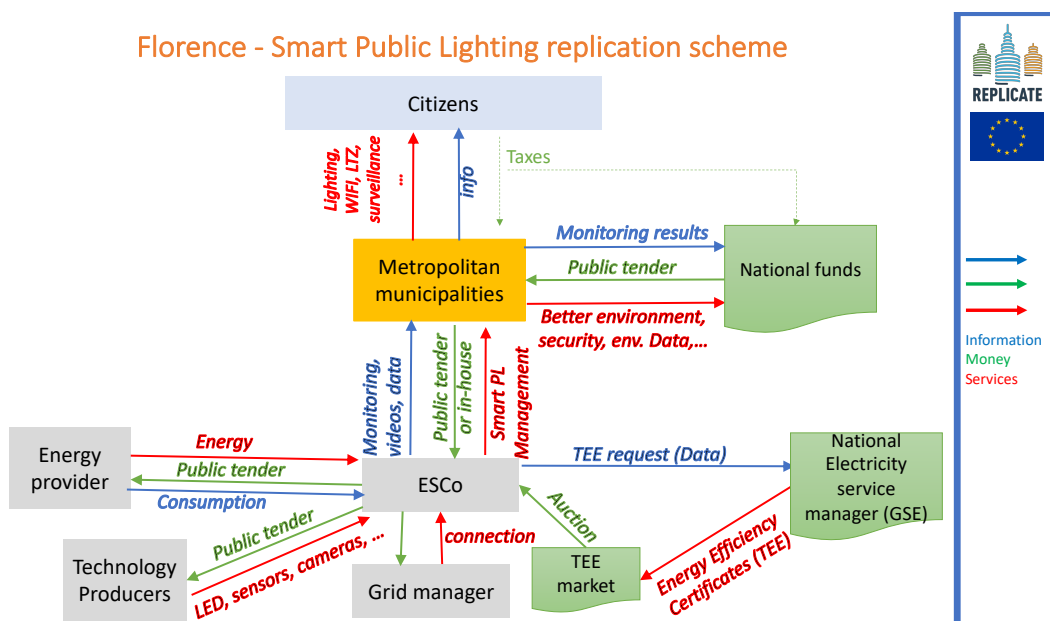 Florence - Smart Public Lighting replication scheme
REPLICATE
Citizens
Lighting,
WIFI, LTZ,
surveillance
...
info
Taxes
Metropolitan
municipalities
Monitoring results
Public tender
National funds
Better environment,
security, env. Data,...
Information
Money
Services
Monitoring,
videos, data
Public tender
or in-house
Smart PL
Management
Energy
provider
Energy
Public tender
Consumption
ESCo
TEE request (Data)
National
Electricity
service
manager (GSE)
Public tender
LED, sensors, cameras, ...
Technology
Producers
connection
Grid manager
Auction
TEE
market
Energy Efficiency
Certificates (TEE)